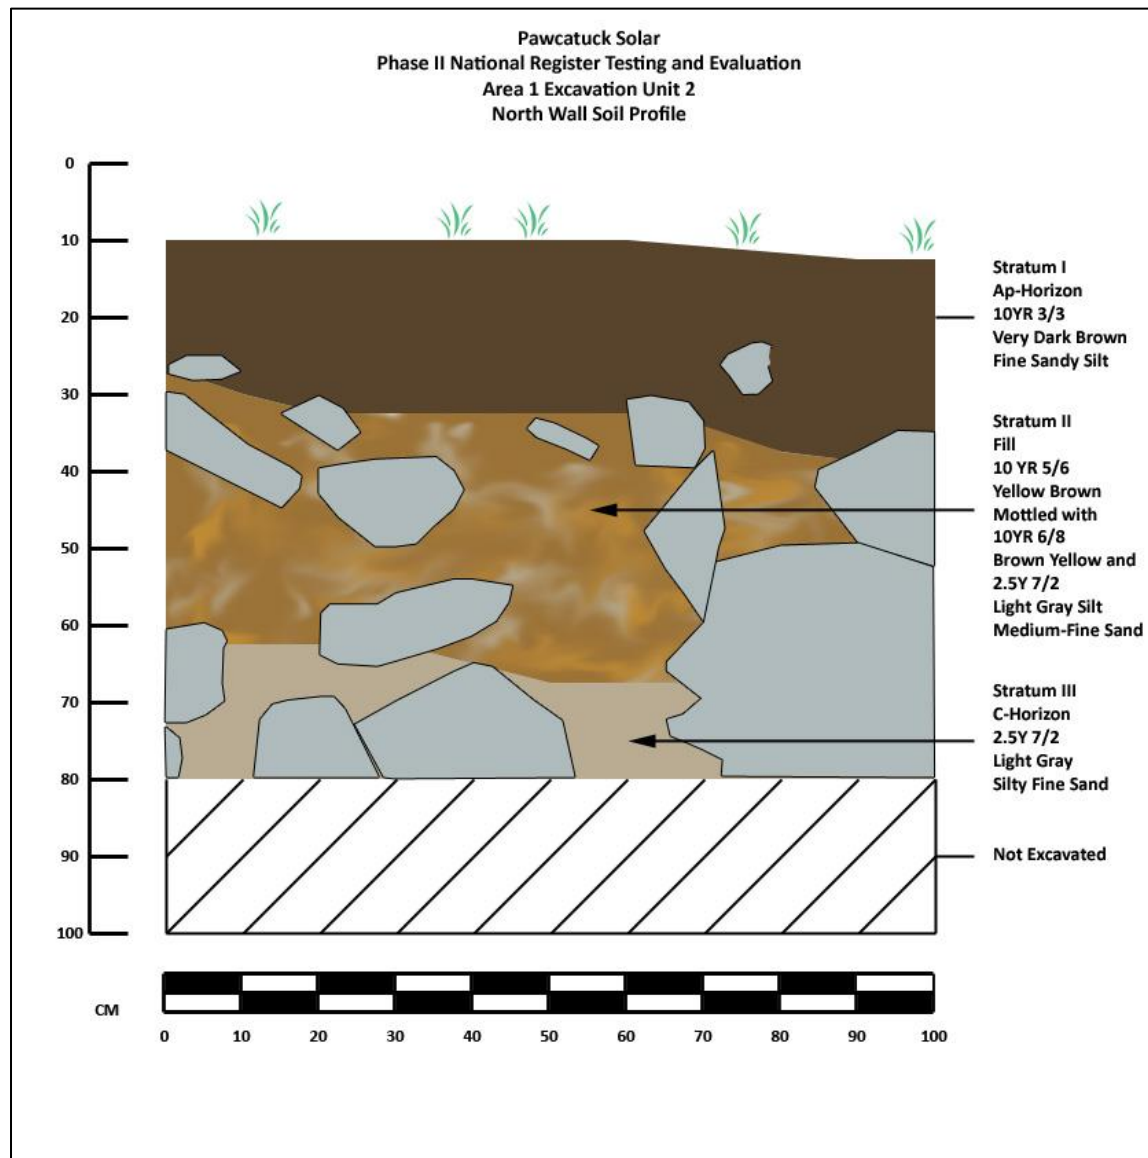 Pawcatuck Solar
Phase II National Register Testing and Evaluation
Area 1 Excavation Unit 2
North Wall Soil Profile
0
10
20
30
40
50
60
70
80
90
100
Stratum I
Ap-Horizon
10YR 3/3
Very Dark Brown
Fine Sandy Silt
Stratum II
Fill
10 YR 5/6
Yellow Brown
Mottled with
10YR 6/8
Brown Yellow and
2.5Y 7/2
Light Gray Silt
Medium-Fine Sand
Stratum III
C-Horizon
2.5Y 7/2
Light Gray
Silty Fine Sand
Not Excavated
CM
0 10 20 30 40 50 60 70 80 90 100